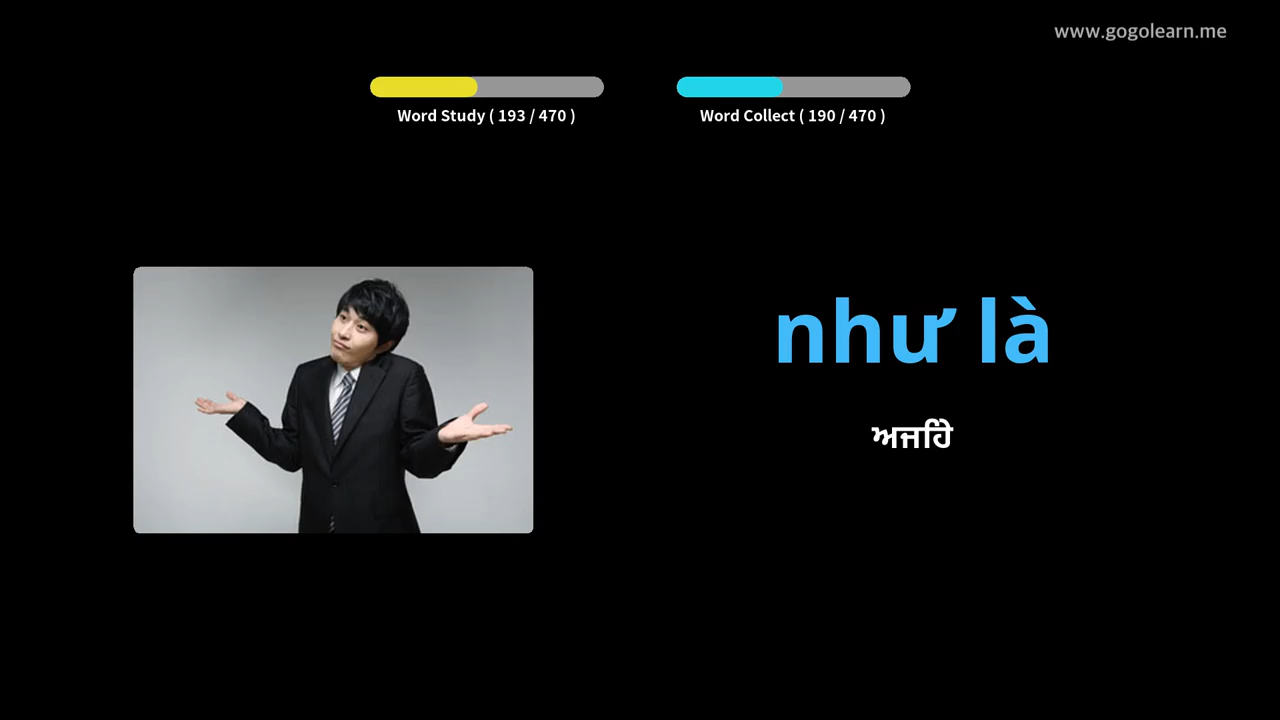 www.gogolearn.me
Word Study ( 193 / 470 )
Word Collect ( 190 / 470 )
như là
ਅਜਿਹੇ